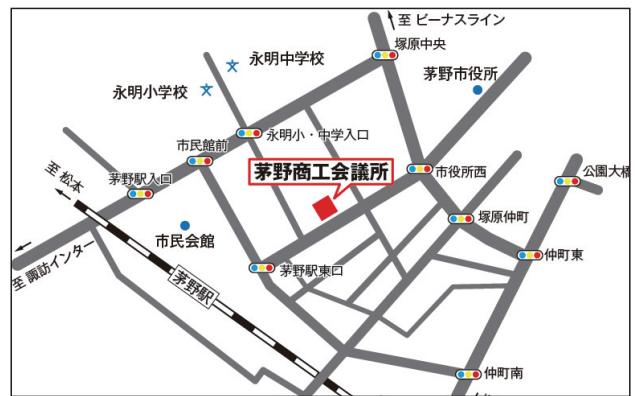 至 ビーナスライン
塚原中央
永明中学校
茅野市役所
永明小学校
永明小・中学入口
市民館前
茅野商工会議所
市役所西
公園大橋
茅野駅入口
至 松本
塚原仲町
市民会館
仲町東
至 諏訪インター
茅野駅東口
茅野駅
仲町南